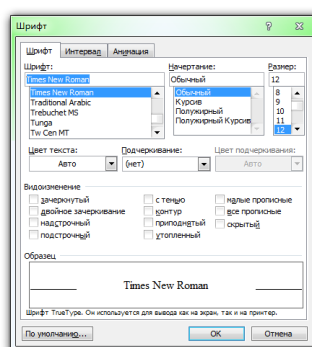 Шрифт
Шрифт Интервал Анимация
Шрифт: Начертание: Размер:
Times New Roman Обычный 12
Times New Roman Обычный 8
Traditional Arabic Курсив 9
Trebuchet MS Полужирный 10
Tunga Полужирный Курсив 11
Tw Cen MT 12
Цвет текста: Подчеркивание: Цвет подчеркивания:
Авто (нет) Авто
Видоизменение
зачеркнутый с тенью малые прописные
двойное зачеркивание контур все прописные
надстрочный приподнятый скрытый
подстрочный утопленный
Образец
Times New Roman
Шрифт TrueType. Он используется для вывода как на экран, так и на принтер.
По умолчанию... ОК Отмена